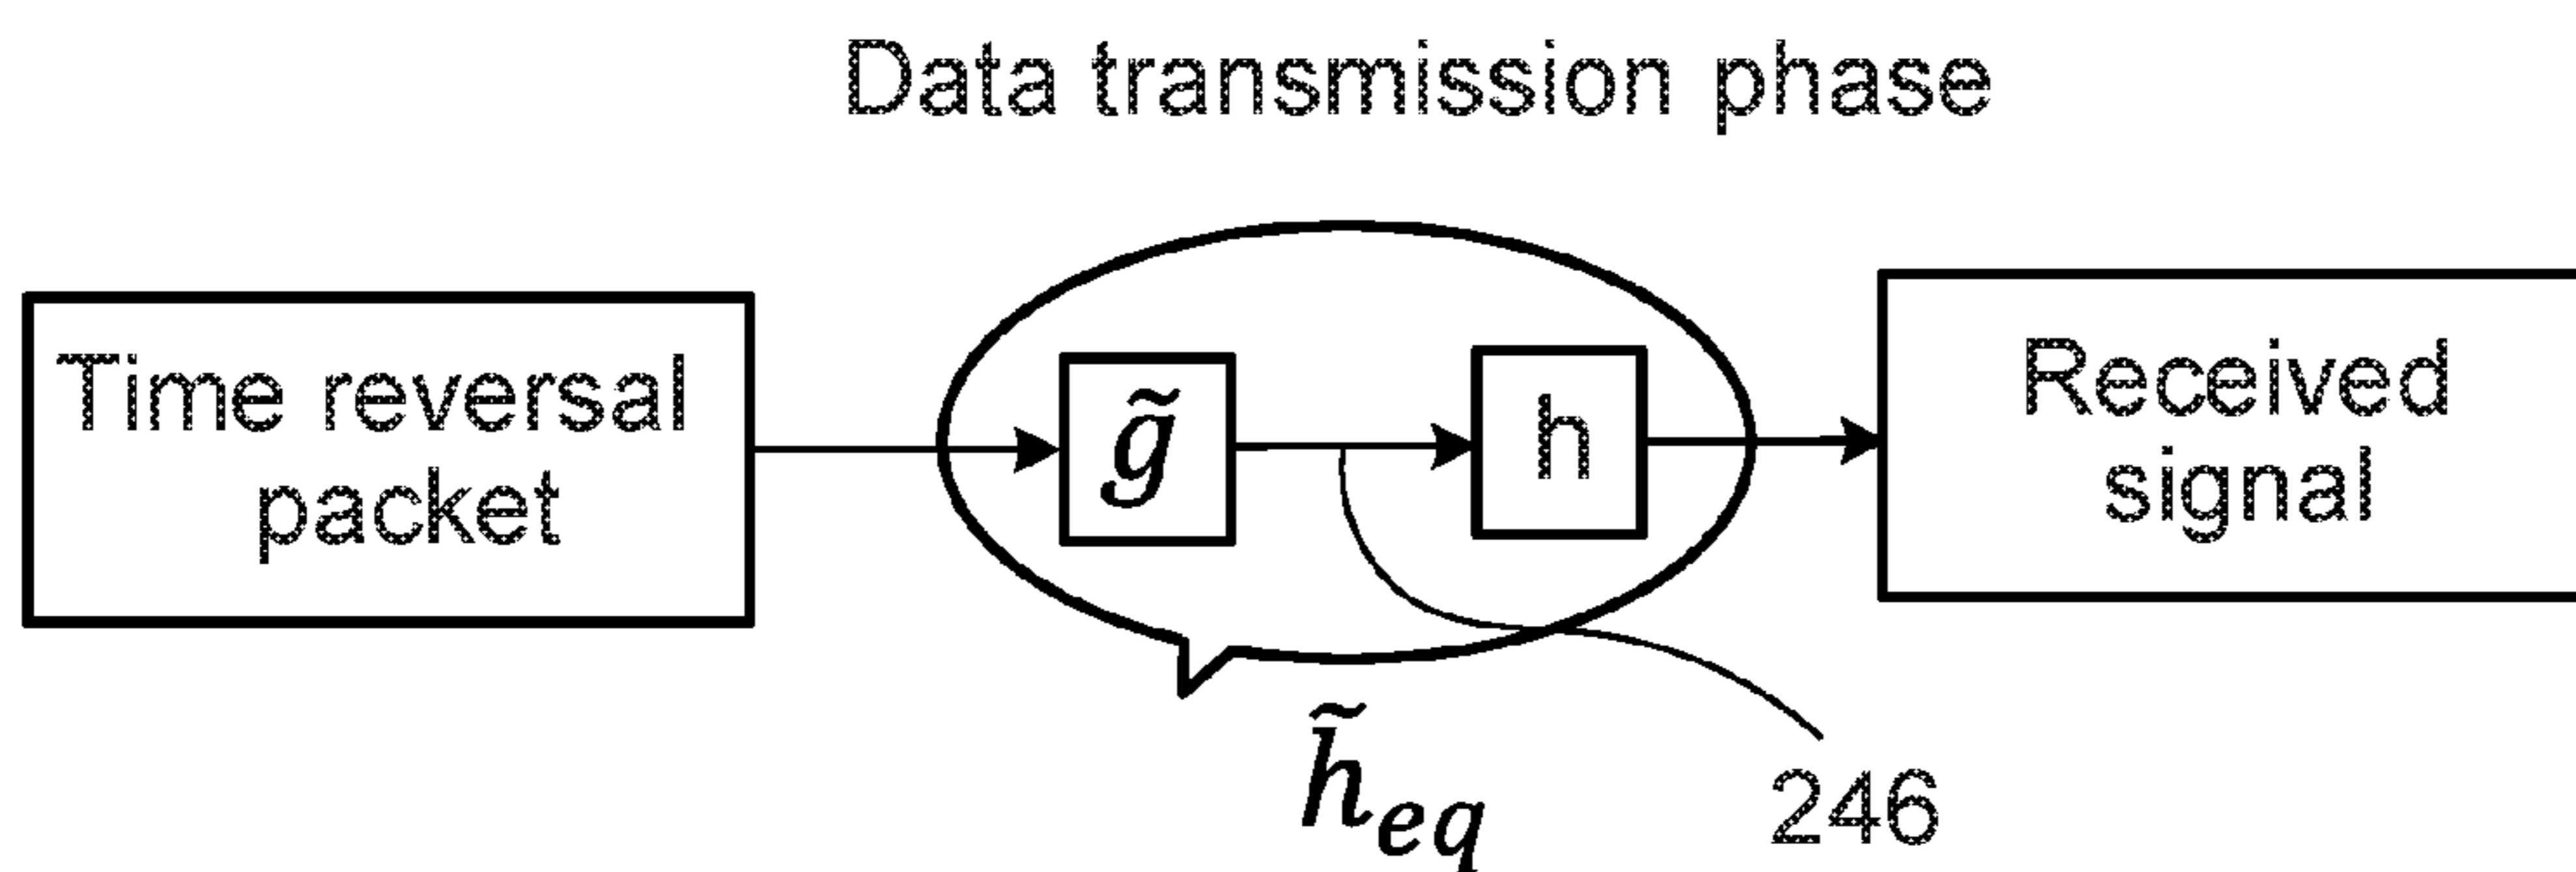 Data transmission phase
Time reversal
packet
g̃
h
Received
signal
h̃eq
246